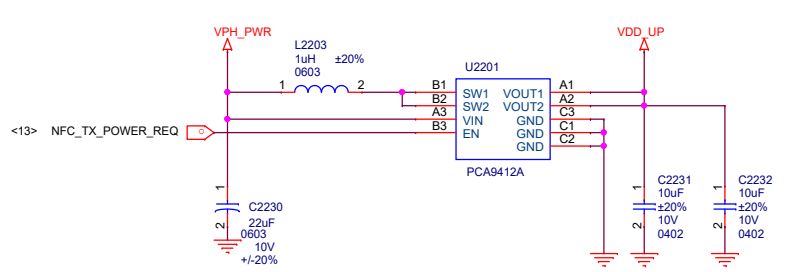 VPH_PWR
VDD_UP
L2203
1uH ±20%
0603
1 2
U2201
B1 SW1 VOUT1 A1
B2 SW2 VOUT2 A2
A3 VIN GND C3
B3 EN GND C1
GND C2
PCA9412A
<13> NFC_TX_POWER_REQ
1
C2230
22uF
2 0603
10V
+/-20%
1
C2231
10uF
±20%
2 10V
0402
1
C2232
10uF
±20%
2 10V
0402